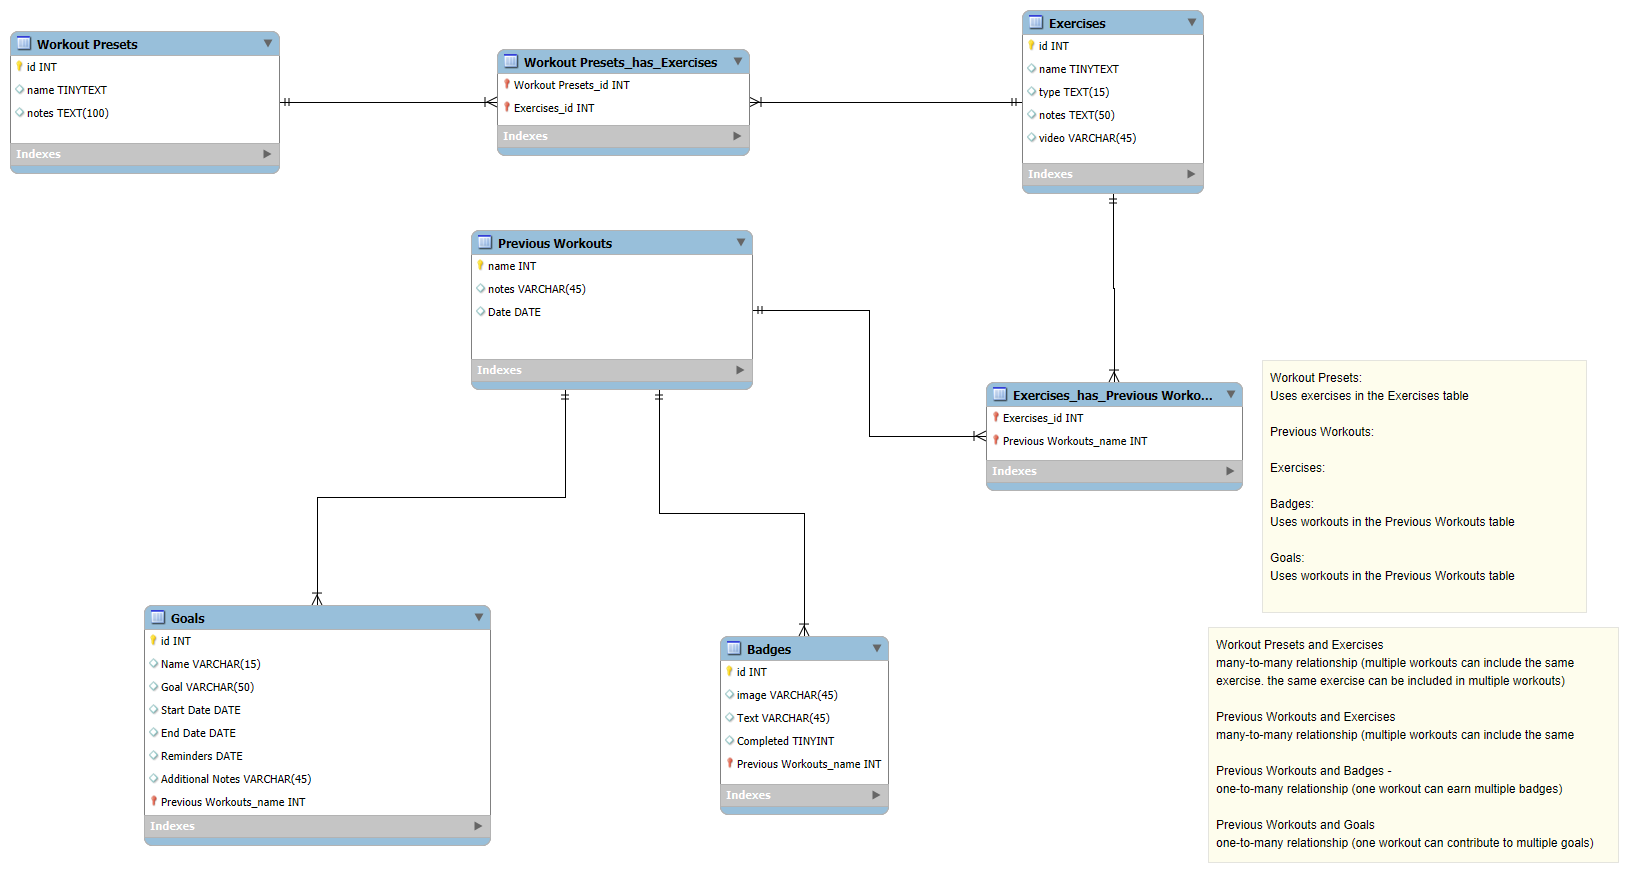 Workout Presets
id INT
name TINYTEXT
notes TEXT(100)
Indexes
Workout Presets_has_Exercises
Workout Presets_id INT
Exercises_id INT
Indexes
Exercises
id INT
name TINYTEXT
type TEXT(15)
notes TEXT(50)
video VARCHAR(45)
Indexes
Previous Workouts
name INT
notes VARCHAR(45)
Date DATE
Indexes
Exercises_has_Previous Worko...
Exercises_id INT
Previous Workouts_name INT
Indexes
Goals
id INT
Name VARCHAR(15)
Goal VARCHAR(50)
Start Date DATE
End Date DATE
Reminders DATE
Additional Notes VARCHAR(45)
Previous Workouts_name INT
Indexes
Badges
id INT
image VARCHAR(45)
Text VARCHAR(45)
Completed TINYINT
Previous Workouts_name INT
Indexes
Workout Presets:
Uses exercises in the Exercises table
Previous Workouts:
Exercises:
Badges:
Uses workouts in the Previous Workouts table
Goals:
Uses workouts in the Previous Workouts table
Workout Presets and Exercises
many-to-many relationship (multiple workouts can include the same
exercise. the same exercise can be included in multiple workouts)
Previous Workouts and Exercises
many-to-many relationship (multiple workouts can include the same
Previous Workouts and Badges -
one-to-many relationship (one workout can earn multiple badges)
Previous Workouts and Goals
one-to-many relationship (one workout can contribute to multiple goals)